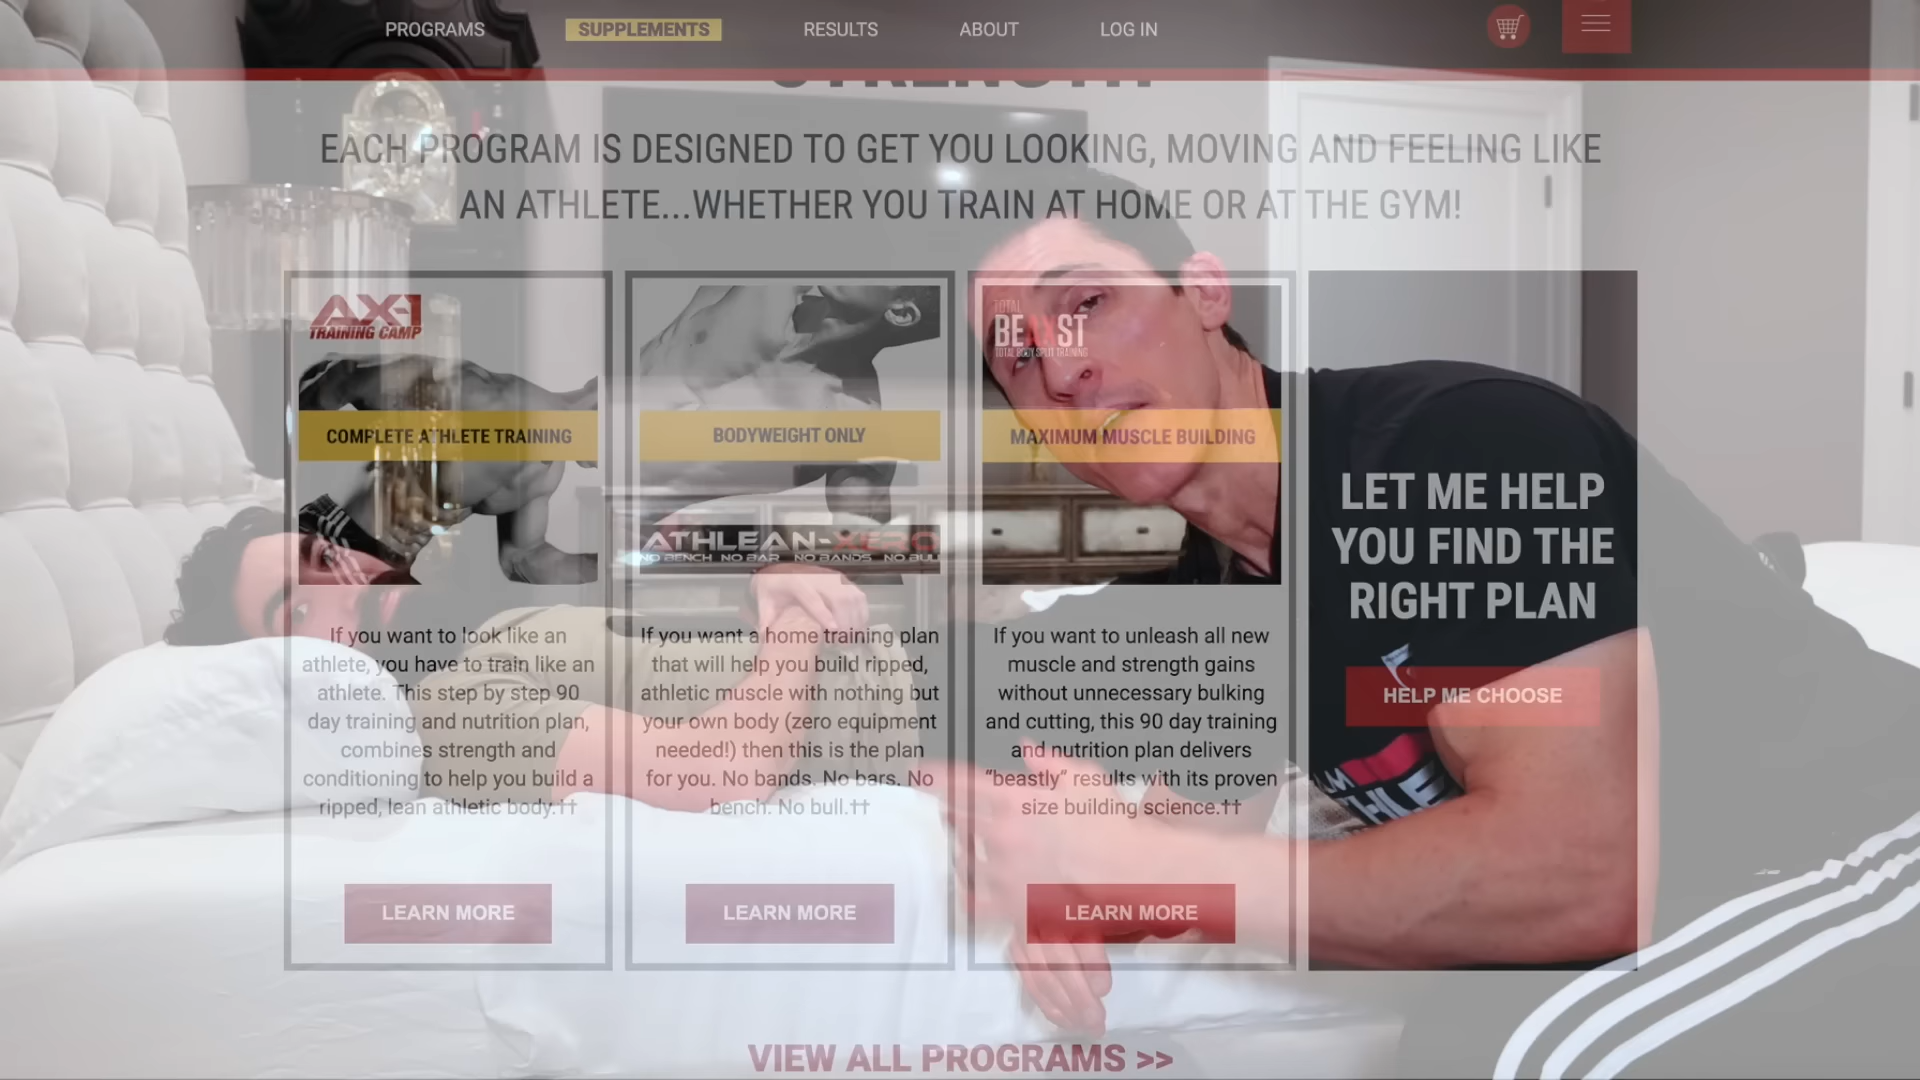 PROGRAMS SUPPLEMENTS RESULTS ABOUT LOG IN
STRENGTH
EACH PROGRAM IS DESIGNED TO GET YOU LOOKING, MOVING AND FEELING LIKE
AN ATHLETE...WHETHER YOU TRAIN AT HOME OR AT THE GYM!
AX-1
TRAINING CAMP
COMPLETE ATHLETE TRAINING
If you want to look like an
athlete, you have to train like an
athlete. This step by step 90
day training and nutrition plan,
combines strength and
conditioning to help you build a
ripped, lean athletic body.††
LEARN MORE
BODYWEIGHT ONLY
ATHLEAN-XERO
NO BENCH NO BAR NO BANDS NO BULL
If you want a home training plan
that will help you build ripped,
athletic muscle with nothing but
your own body (zero equipment
needed!) then this is the plan
for you. No bands. No bars. No
bench. No bull.††
LEARN MORE
TOTAL
BEAXST
TOTAL BODY SPLIT TRAINING
MAXIMUM MUSCLE BUILDING
If you want to unleash all new
muscle and strength gains
without unnecessary bulking
and cutting, this 90 day training
and nutrition plan delivers
“beastly” results with its proven
size building science.††
LEARN MORE
LET ME HELP
YOU FIND THE
RIGHT PLAN
HELP ME CHOOSE
VIEW ALL PROGRAMS >>